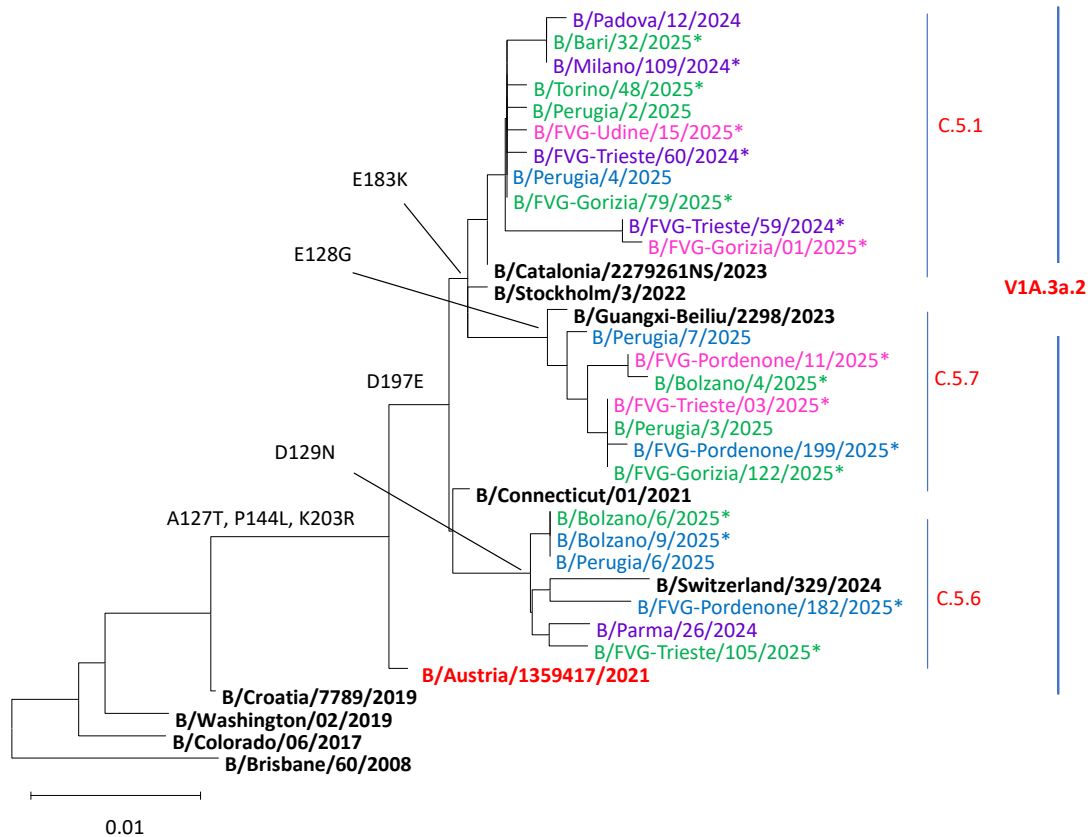 B/Padova/12/2024
B/Bari/32/2025*
B/Milano/109/2024*
B/Torino/48/2025*
B/Perugia/2/2025
C.5.1
B/FVG-Udine/15/2025*
B/FVG-Trieste/60/2024*
E183K
B/Perugia/4/2025
B/FVG-Gorizia/79/2025*
B/FVG-Trieste/59/2024*
B/FVG-Gorizia/01/2025*
E128G
B/Catalonia/2279261NS/2023
V1A.3a.2
B/Stockholm/3/2022
B/Guangxi-Beiliu/2298/2023
B/Perugia/7/2025
B/FVG-Pordenone/11/2025*
C.5.7
D197E
B/Bolzano/4/2025*
B/FVG-Trieste/03/2025*
B/Perugia/3/2025
D129N
B/FVG-Pordenone/199/2025*
B/FVG-Gorizia/122/2025*
B/Connecticut/01/2021
A127T, P144L, K203R
B/Bolzano/6/2025*
B/Bolzano/9/2025*
B/Perugia/6/2025
B/Switzerland/329/2024
C.5.6
B/FVG-Pordenone/182/2025*
B/Parma/26/2024
B/FVG-Trieste/105/2025*
B/Austria/1359417/2021
B/Croatia/7789/2019
B/Washington/02/2019
B/Colorado/06/2017
B/Brisbane/60/2008
0.01